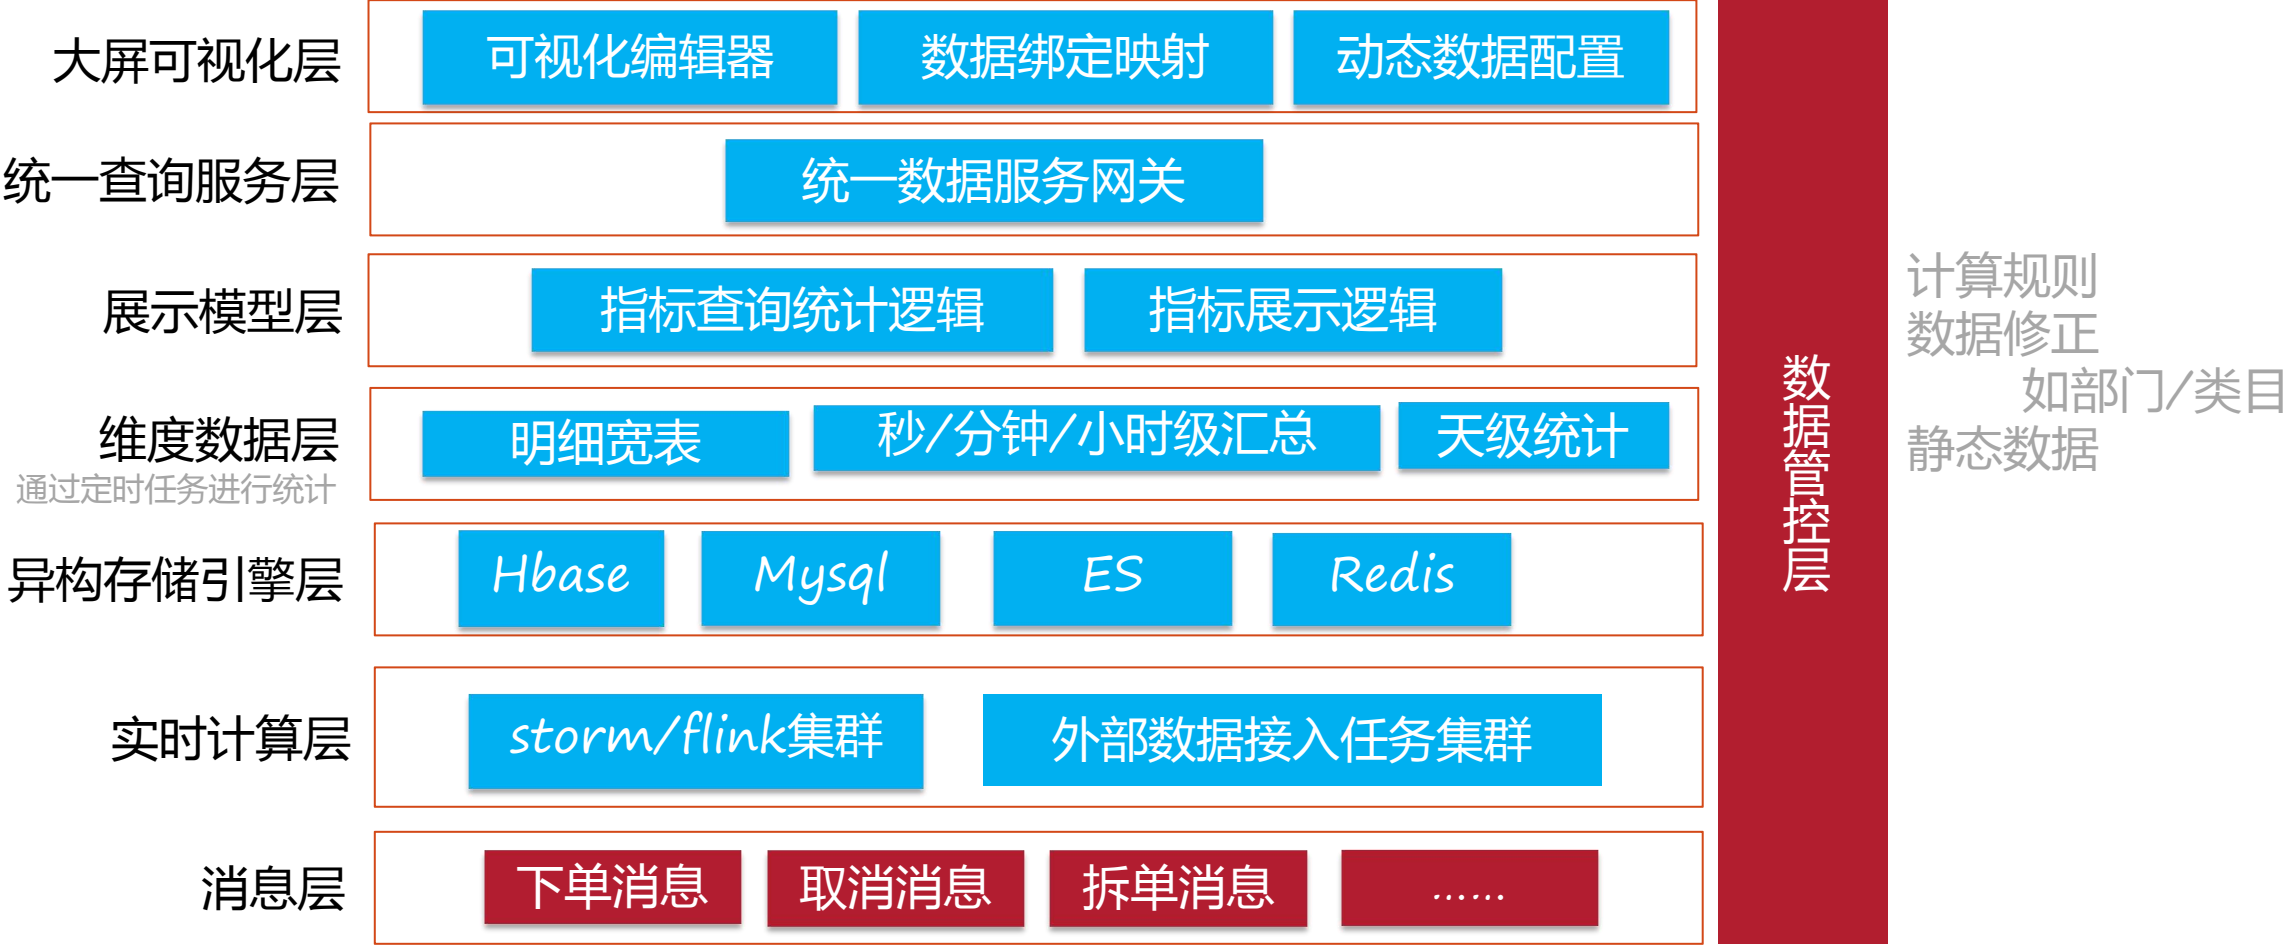 大屏可视化层
可视化编辑器
数据绑定映射
动态数据配置
统一查询服务层
统一数据服务网关
展示模型层
指标查询统计逻辑
指标展示逻辑
维度数据层
通过定时任务进行统计
明细宽表
秒/分钟/小时级汇总
天级统计
异构存储引擎层
Hbase
Mysql
ES
Redis
实时计算层
storm/flink集群
外部数据接入任务集群
消息层
下单消息
取消消息
拆单消息
……
数据管控层
计算规则
数据修正
如部门/类目
静态数据